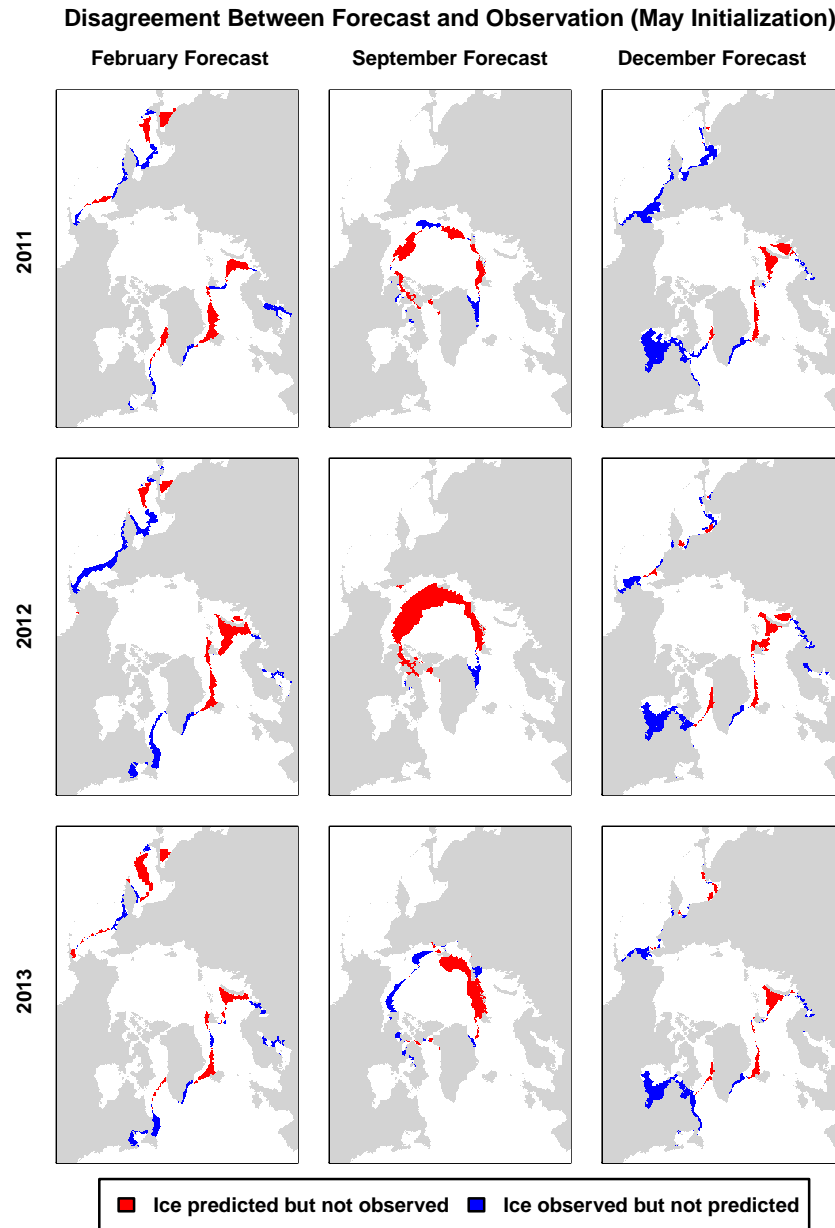 Disagreement Between Forecast and Observation (May Initialization)
February Forecast September Forecast December Forecast
2011
2012
2013
Ice predicted but not observed Ice observed but not predicted